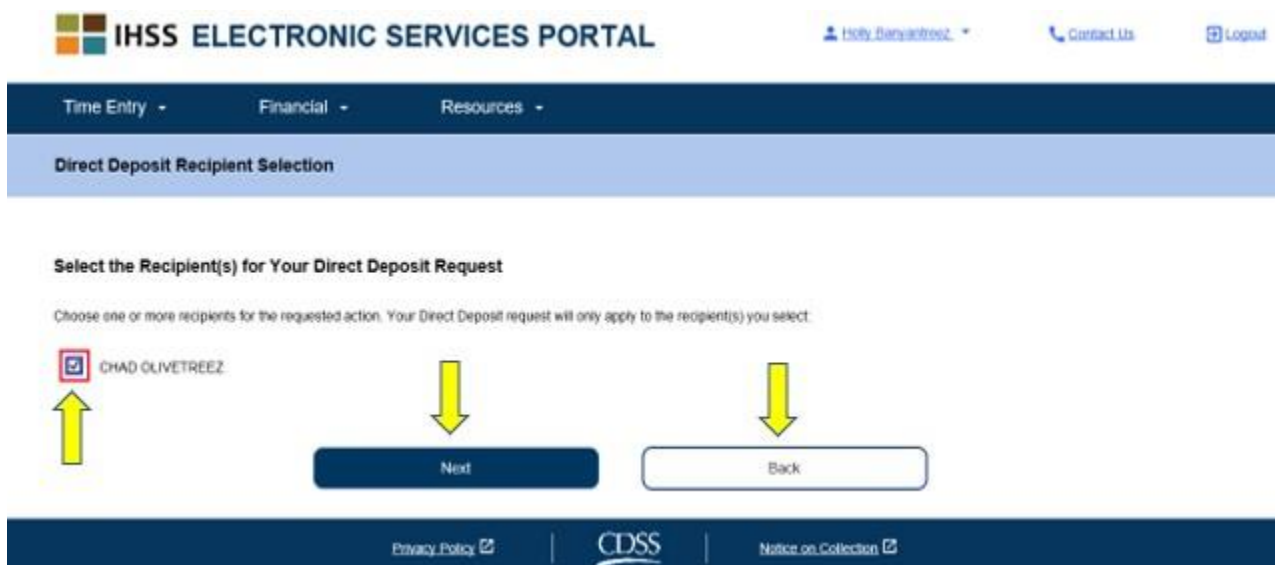 IHSS ELECTRONIC SERVICES PORTAL
Holly Banyantreez
Contact Us
Logout
Time Entry
Financial
Resources
Direct Deposit Recipient Selection
Select the Recipient(s) for Your Direct Deposit Request
Choose one or more recipients for the requested action. Your Direct Deposit request will only apply to the recipient(s) you select.
CHAD OLIVETREEZ
Next
Back
Privacy Policy
CDSS
Notice on Collection